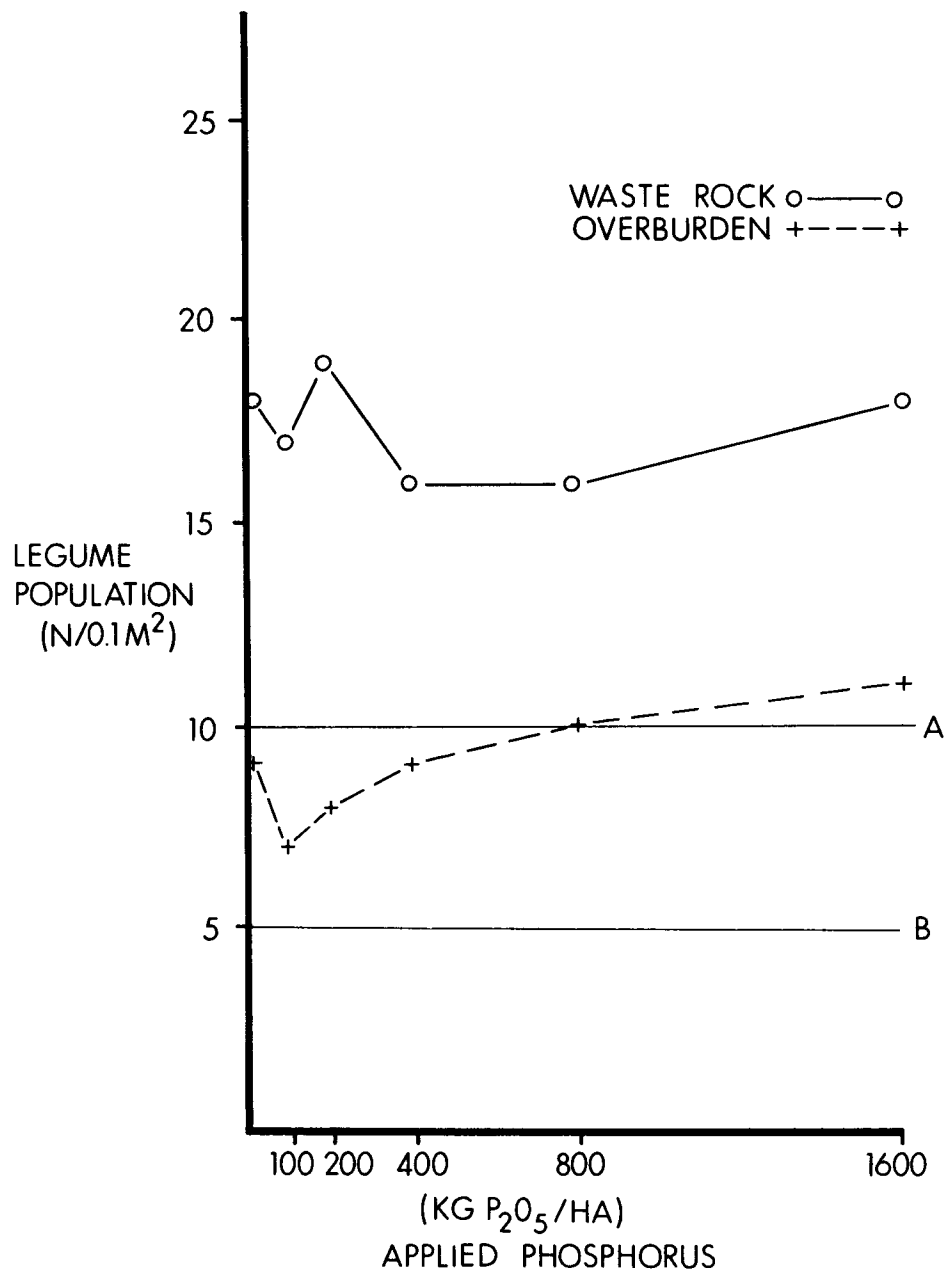 25
WASTE ROCK
OVERBURDEN
20
15
LEGUME
POPULATION
(N/0.1M²)
10
A
5
B
100 200 400 800 1600
(KG P₂O₅/HA)
APPLIED PHOSPHORUS